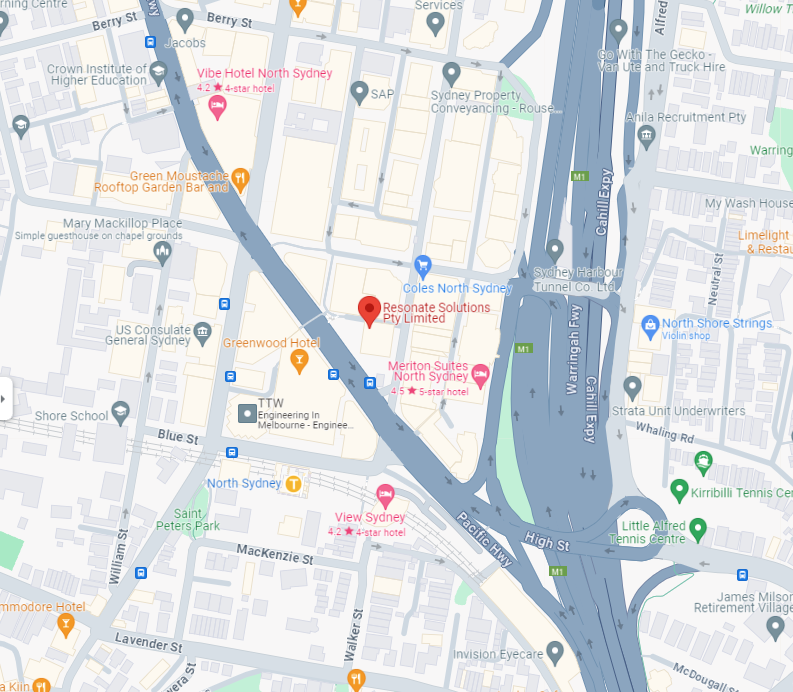 rning Centre
Berry St
Berry St
Hwy
Services
Alfred
Willow T
Jacobs
Go With The Gecko -
Van Ute and Truck Hire
Crown Institute of
Higher Education
Vibe Hotel North Sydney
4.2 ★ 4-star hotel
SAP
Sydney Property
Conveyancing - Rouse...
Anila Recruitment Pty
Warring
M1
Green Moustache
Rooftop Garden Bar and
Cahill Expy
My Wash House
Mary Mackillop Place
Simple guesthouse on chapel grounds
Limelight
& Restau
Coles North Sydney
Sydney Harbour
Tunnel Co. Ltd.
Neutral St
Resonate Solutions
Pty Limited
US Consulate
General Sydney
Greenwood Hotel
North Shore Strings
Violin shop
M1
Warringah Fwy
Meriton Suites
North Sydney
4.5 ★ 5-star hotel
Cahill Expy
TTW
Engineering In
Melbourne - Enginee...
Shore School
Strata Unit Underwriters
Whaling Rd
Blue St
North Sydney
T
Kirribilli Tennis Cen
View Sydney
4.2 ★ 4-star hotel
Saint
Peters Park
Pacific Hwy
High St
Little Alfred
Tennis Centre
William St
MacKenzie St
M1
mmodore Hotel
James Milson
Retirement Village
Walker St
Lavender St
Invision Eyecare
McDougall S
a Kiin
wera St